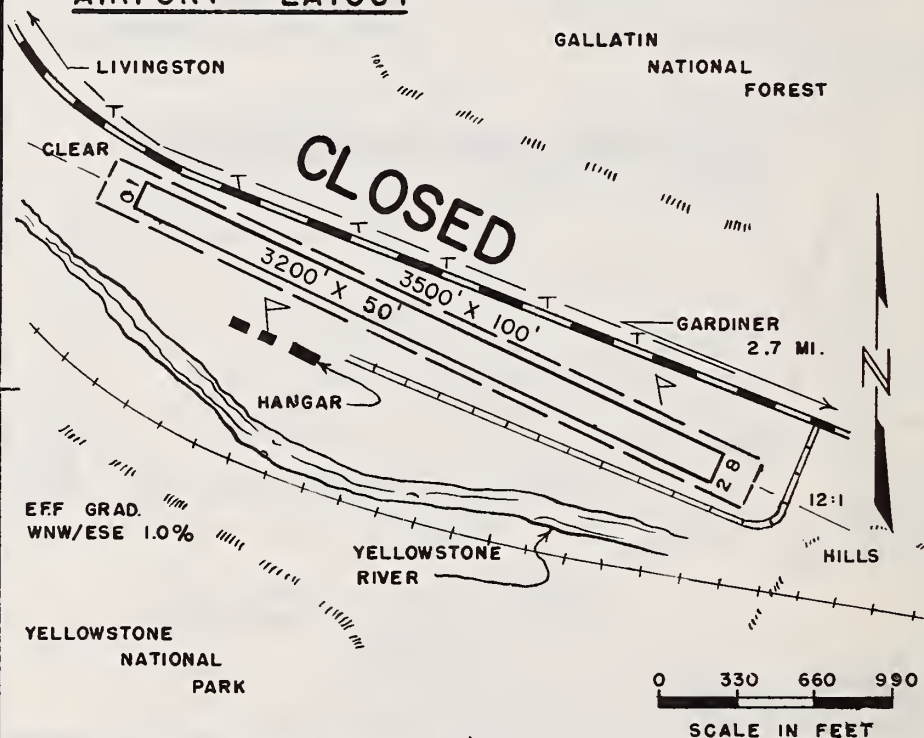 AIRPORT LAYOUT
GALLATIN
NATIONAL
FOREST
LIVINGSTON
CLEAR
CLOSED
10
3200' X 50'
3500' X 100'
GARDINER
2.7 MI.
N
HANGAR
28
12:1
HILLS
EFF GRAD.
WNW/ESE 1.0%
YELLOWSTONE
RIVER
YELLOWSTONE
NATIONAL
PARK
0 330 660 990
SCALE IN FEET